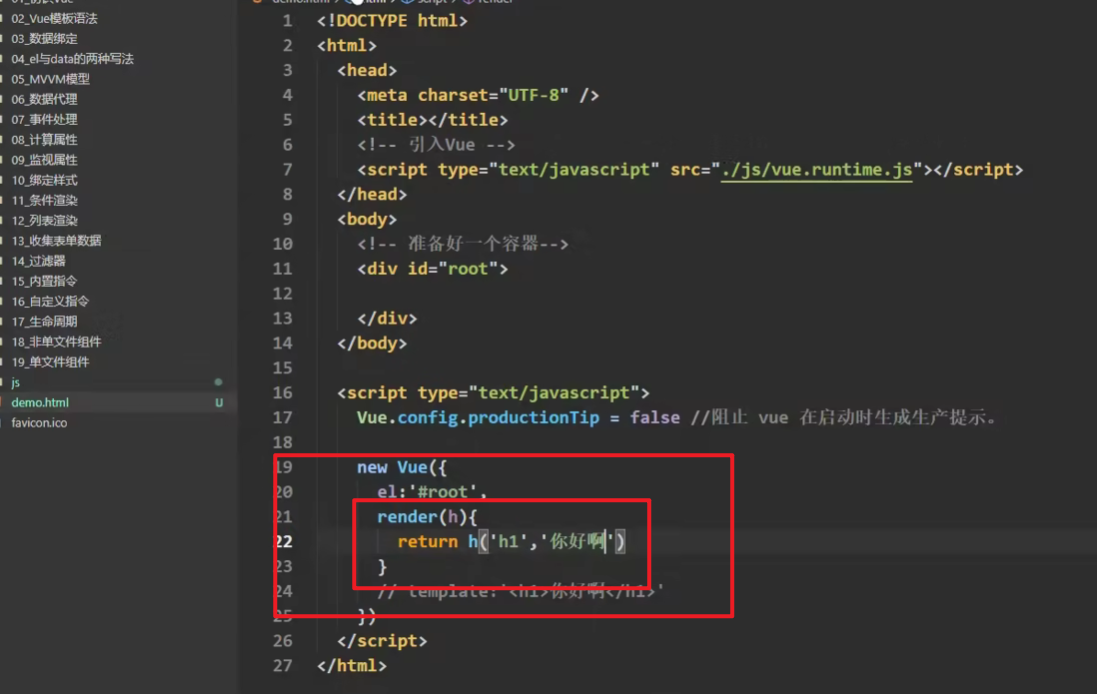 02_Vue模板语法
03_数据绑定
04_el与data的两种写法
05_MVVM模型
06_数据代理
07_事件处理
08_计算属性
09_监视属性
10_绑定样式
11_条件渲染
12_列表渲染
13_收集表单数据
14_过滤器
15_内置指令
16_自定义指令
17_生命周期
18_非单文件组件
19_单文件组件
js
demo.html U
favicon.ico
1 <!DOCTYPE html>
2 <html>
3 <head>
4 <meta charset="UTF-8" />
5 <title></title>
6 <!-- 引入Vue -->
7 <script type="text/javascript" src="./js/vue.runtime.js"></script>
8 </head>
9 <body>
10 <!-- 准备好一个容器-->
11 <div id="root">
12
13 </div>
14 </body>
15
16 <script type="text/javascript">
17 Vue.config.productionTip = false //阻止 vue 在启动时生成生产提示。
18
19 new Vue({
20 el:'#root',
21 render(h){
22 return h('h1','你好啊')
23 }
24 // template:`<h1>你好啊</h1>`
25 })
26 </script>
27 </html>